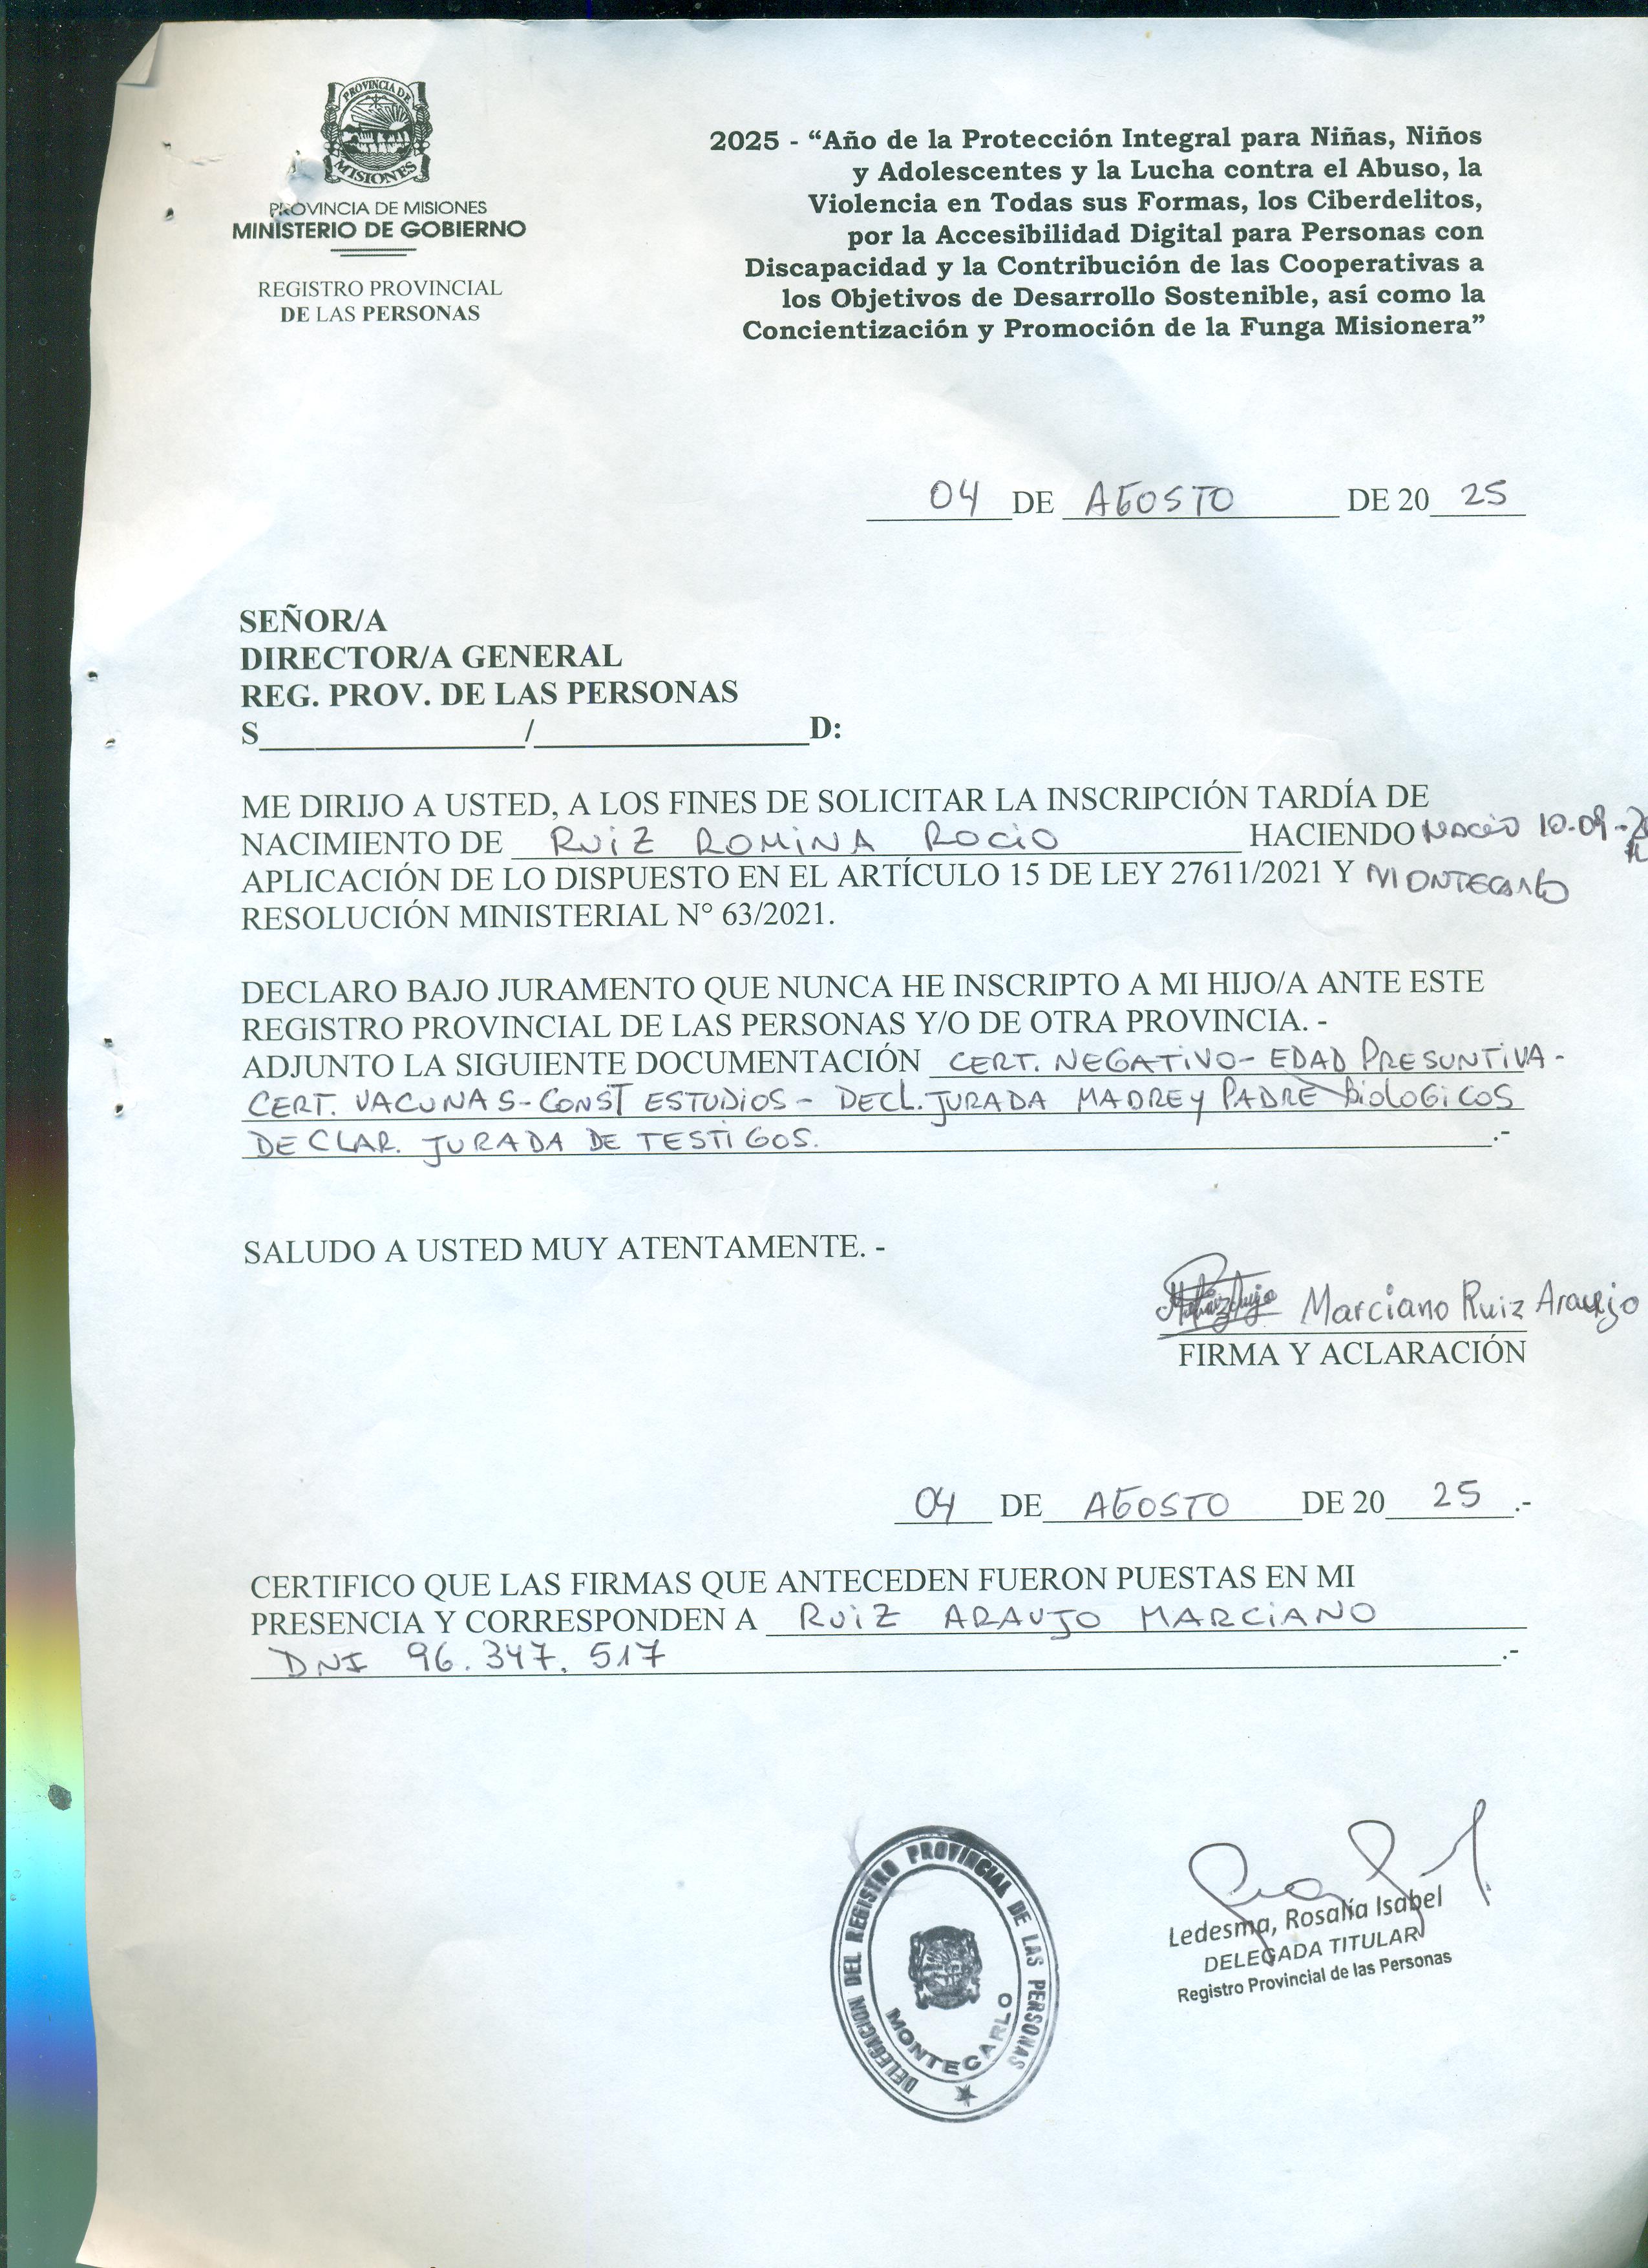 PROVINCIA DE
MISIONES
PROVINCIA DE MISIONES
MINISTERIO DE GOBIERNO
REGISTRO PROVINCIAL
DE LAS PERSONAS
2025 - “Año de la Protección Integral para Niñas, Niños
y Adolescentes y la Lucha contra el Abuso, la
Violencia en Todas sus Formas, los Ciberdelitos,
por la Accesibilidad Digital para Personas con
Discapacidad y la Contribución de las Cooperativas a
los Objetivos de Desarrollo Sostenible, así como la
Concientización y Promoción de la Funga Misionera”
04 DE AGOSTO DE 20 25
SEÑOR/A
DIRECTOR/A GENERAL
REG. PROV. DE LAS PERSONAS
S________________/________________D:
ME DIRIJO A USTED, A LOS FINES DE SOLICITAR LA INSCRIPCIÓN TARDÍA DE
NACIMIENTO DE RUIZ ROMINA ROCIO HACIENDO NACIÓ 10-09-
APLICACIÓN DE LO DISPUESTO EN EL ARTÍCULO 15 DE LEY 27611/2021 Y MONTECARLO
RESOLUCIÓN MINISTERIAL N° 63/2021.
DECLARO BAJO JURAMENTO QUE NUNCA HE INSCRIPTO A MI HIJO/A ANTE ESTE
REGISTRO PROVINCIAL DE LAS PERSONAS Y/O DE OTRA PROVINCIA. -
ADJUNTO LA SIGUIENTE DOCUMENTACIÓN CERT. NEGATIVO- EDAD PRESUNTIVA-
CERT. VACUNAS-CONST ESTUDIOS- DECL. JURADA MADRE y PADRE BIOLOGICOS
DECLAR. JURADA DE TESTIGOS. .-
SALUDO A USTED MUY ATENTAMENTE. -
Marciano Ruiz Araujo
FIRMA Y ACLARACIÓN
04 DE AGOSTO DE 20 25 .-
CERTIFICO QUE LAS FIRMAS QUE ANTECEDEN FUERON PUESTAS EN MI
PRESENCIA Y CORRESPONDEN A RUIZ ARAUJO MARCIANO
DNI 96.347.517 .-
DELEGACION DEL REGISTRO PROVINCIAL DE LAS PERSONAS
MONTECARLO
Ledesma, Rosalía Isabel
DELEGADA TITULAR
Registro Provincial de las Personas